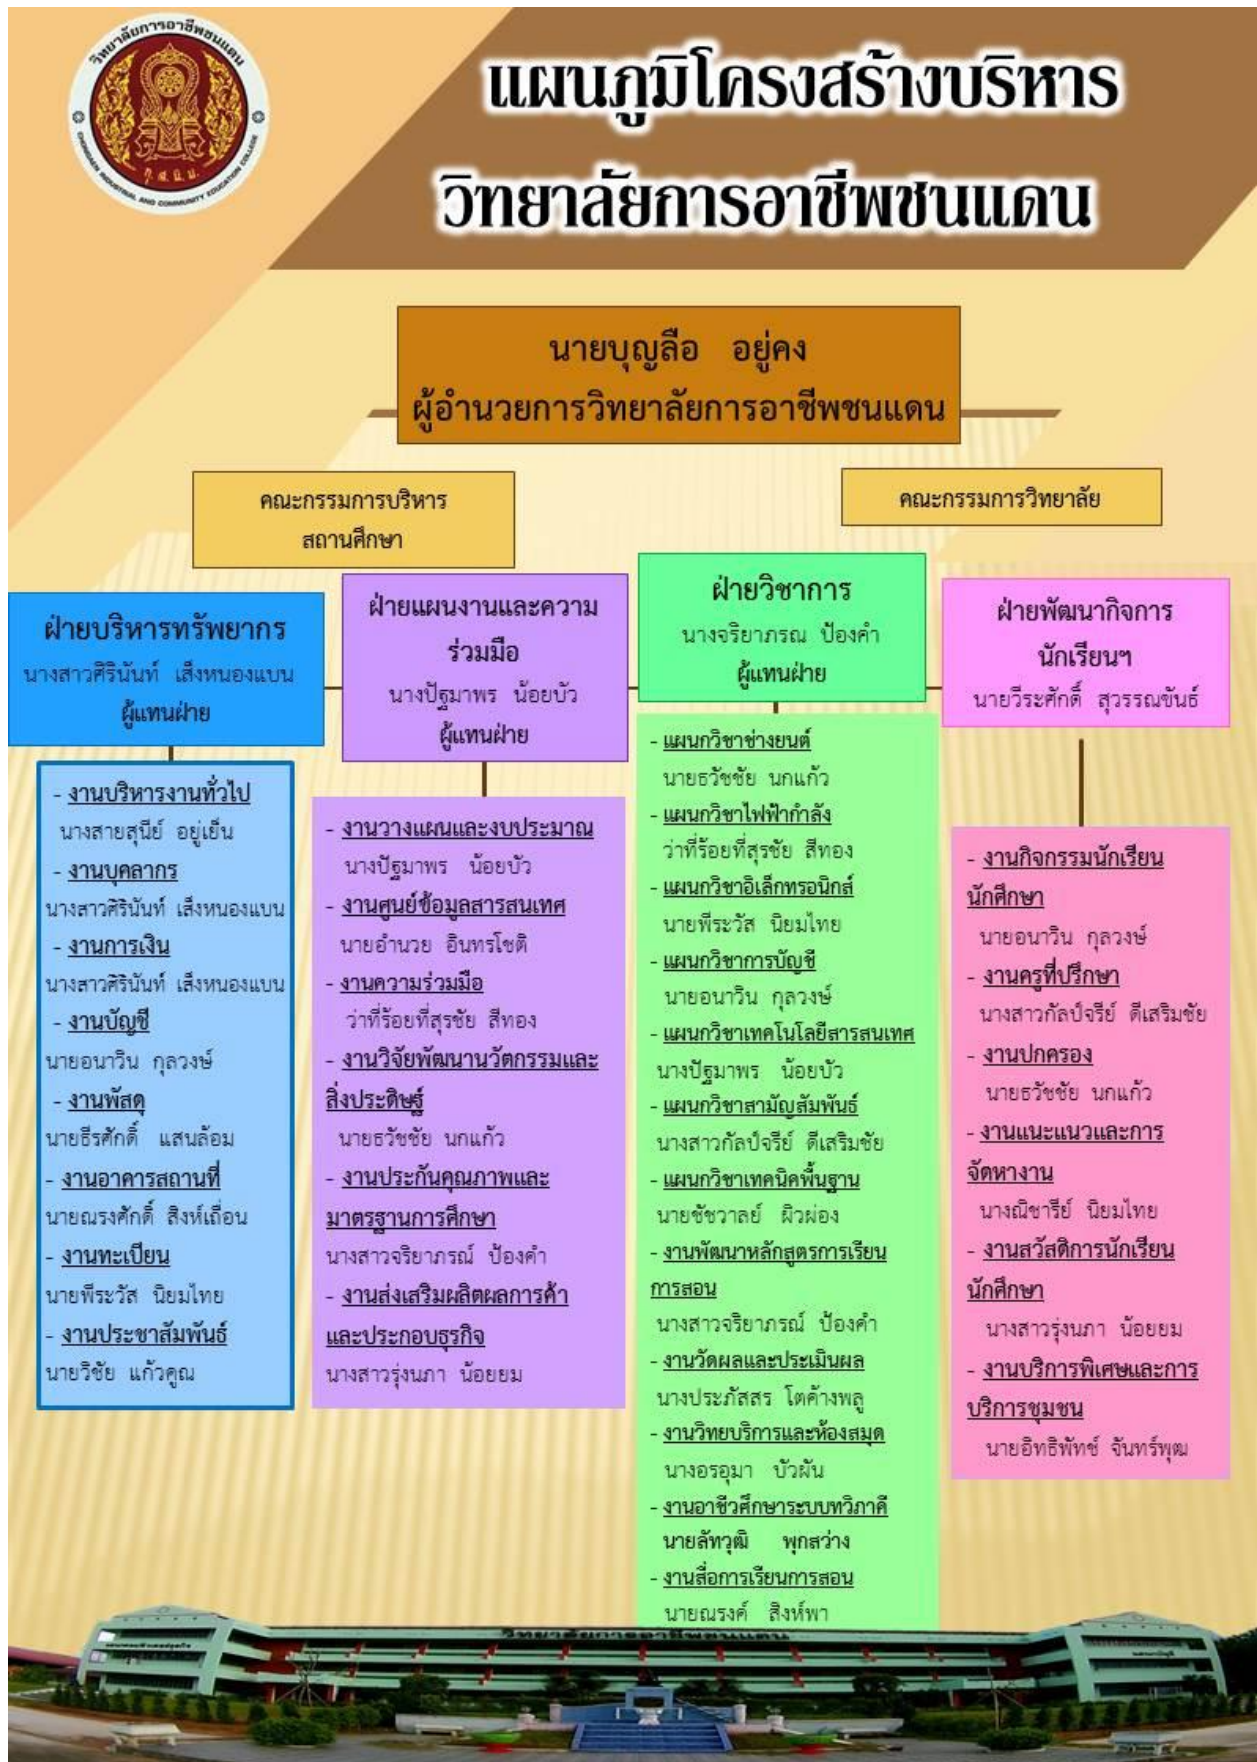 วิทยาลัยการอาชีพชนแดน
CHONDAEN INDUSTRIAL AND COMMUNITY EDUCATION COLLEGE
แผนภูมิโครงสร้างบริหาร
วิทยาลัยการอาชีพชนแดน
นายบุญลือ อยู่คง
ผู้อำนวยการวิทยาลัยการอาชีพชนแดน
คณะกรรมการบริหาร
สถานศึกษา
คณะกรรมการวิทยาลัย
ฝ่ายบริหารทรัพยากร
นางสาวศิรินันท์ เส็งหนองแบน
ผู้แทนฝ่าย
- งานบริหารงานทั่วไป
นางสายสุนีย์ อยู่เย็น
- งานบุคลากร
นางสาวศิรินันท์ เส็งหนองแบน
- งานการเงิน
นางสาวศิรินันท์ เส็งหนองแบน
- งานบัญชี
นายอนาวิน กุลวงษ์
- งานพัสดุ
นายธีรศักดิ์ แสนล้อม
- งานอาคารสถานที่
นายณรงศักดิ์ สิงห์เถื่อน
- งานทะเบียน
นายพีระวัส นิยมไทย
- งานประชาสัมพันธ์
นายวิชัย แก้วคูณ
ฝ่ายแผนงานและความ
ร่วมมือ
นางปัฐมาพร น้อยบัว
ผู้แทนฝ่าย
- งานวางแผนและงบประมาณ
นางปัฐมาพร น้อยบัว
- งานศูนย์ข้อมูลสารสนเทศ
นายอำนวย อินทรโชติ
- งานความร่วมมือ
ว่าที่ร้อยที่สุรชัย สีทอง
- งานวิจัยพัฒนานวัตกรรมและ
สิ่งประดิษฐ์
นายธวัชชัย นกแก้ว
- งานประกันคุณภาพและ
มาตรฐานการศึกษา
นางสาวจริยาภรณ์ ป้องคำ
- งานส่งเสริมผลิตผลการค้า
และประกอบธุรกิจ
นางสาวรุ่งนภา น้อยยม
ฝ่ายวิชาการ
นางจริยาภรณ ป้องคำ
ผู้แทนฝ่าย
- แผนกวิชาช่างยนต์
นายธวัชชัย นกแก้ว
- แผนกวิชาไฟฟ้ากำลัง
ว่าที่ร้อยที่สุรชัย สีทอง
- แผนกวิชาอิเล็กทรอนิกส์
นายพีระวัส นิยมไทย
- แผนกวิชาการบัญชี
นายอนาวิน กุลวงษ์
- แผนกวิชาเทคโนโลยีสารสนเทศ
นางปัฐมาพร น้อยบัว
- แผนกวิชาสามัญสัมพันธ์
นางสาวกัลป์จรีย์ ดีเสริมชัย
- แผนกวิชาเทคนิคพื้นฐาน
นายชัชวาลย์ ผิวผ่อง
- งานพัฒนาหลักสูตรการเรียน
การสอน
นางสาวจริยาภรณ์ ป้องคำ
- งานวัดผลและประเมินผล
นางประภัสสร โตค้างพลู
- งานวิทยบริการและห้องสมุด
นางอรอุมา บัวผัน
- งานอาชีวศึกษาระบบทวิภาคี
นายลัทวุฒิ พุกสว่าง
- งานสื่อการเรียนการสอน
นายณรงค์ สิงห์พา
ฝ่ายพัฒนากิจการ
นักเรียนฯ
นายวีระศักดิ์ สุวรรณขันธ์
- งานกิจกรรมนักเรียน
นักศึกษา
นายอนาวิน กุลวงษ์
- งานครูที่ปรึกษา
นางสาวกัลป์จรีย์ ดีเสริมชัย
- งานปกครอง
นายธวัชชัย นกแก้ว
- งานแนะแนวและการ
จัดหางาน
นางณิชารีย์ นิยมไทย
- งานสวัสดิการนักเรียน
นักศึกษา
นางสาวรุ่งนภา น้อยยม
- งานบริการพิเศษและการ
บริการชุมชน
นายอิทธิพัทช์ จันทร์พุฒ
วิทยาลัยการอาชีพชนแดน